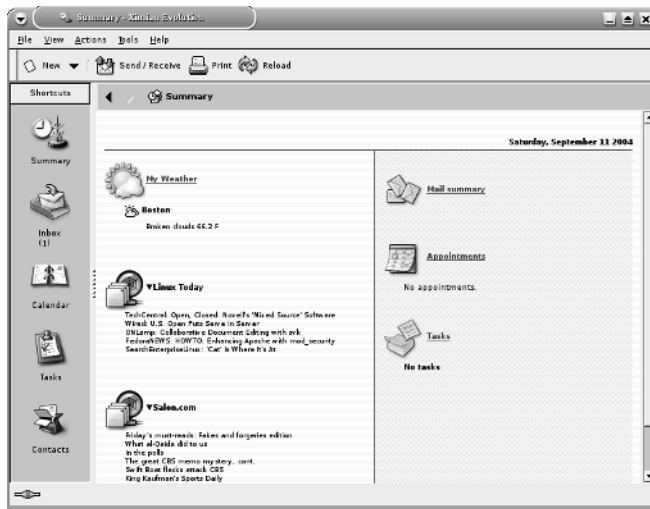 Summary - Ximian Evolution
File View Actions Tools Help
New Send / Receive Print Reload
Shortcuts
Summary
Summary
Inbox
(1)
Calendar
Tasks
Contacts
Saturday, September 11 2004
My Weather
Boston:
Broken clouds 66.2 F
Linux Today
TechCentral: Open, Closed: Novell's 'Mixed Source' Software
Wired: U.S. Open Puts Serve in Server
ONLamp: Collaborative Document Editing with svk
FedoraNEWS: HOWTO: Enhancing Apache with mod_security
SearchEnterpriseLinux: 'Cat' Is Where It's At
Salon.com
Friday's must-reads: Fakes and forgeries edition
What al-Qaida did to us
In the polls
The great CBS memo mystery, cont.
Swift Boat flacks attack CBS
King Kaufman's Sports Daily
Mail summary
Appointments
No appointments.
Tasks
No tasks